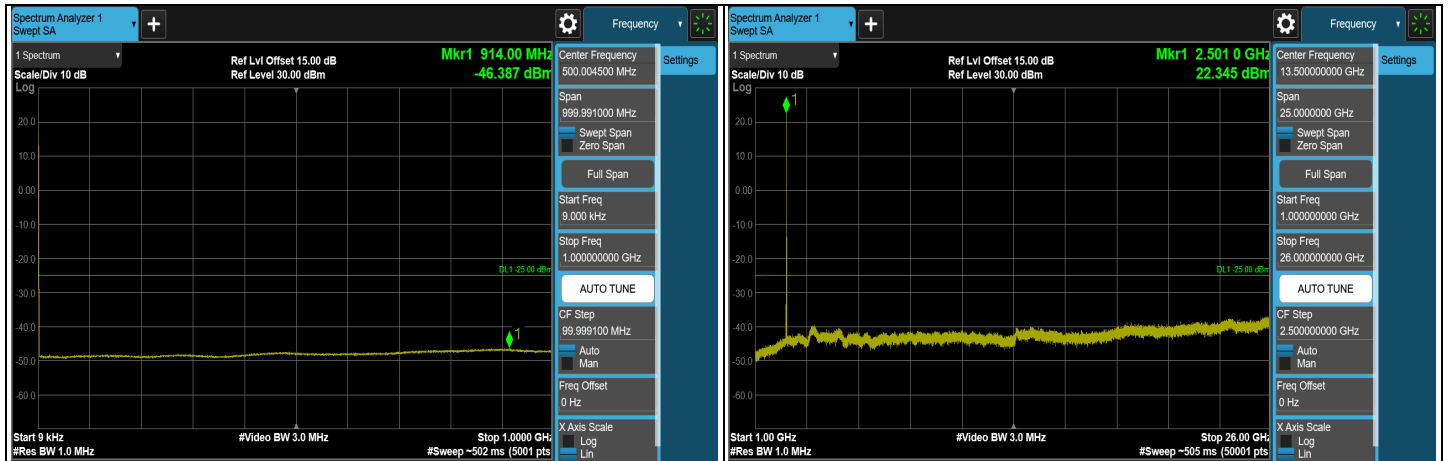 Spectrum Analyzer 1
Swept SA
+
Frequency
1 Spectrum
Scale/Div 10 dB
Log
Ref Lvl Offset 15.00 dB
Ref Level 30.00 dBm
Mkr1 914.00 MHz
-46.387 dBm
1
20.0
10.0
0.00
-10.0
-20.0
-30.0
-40.0
-50.0
-60.0
DL1 -25.00 dBm
Start 9 kHz
#Res BW 1.0 MHz
#Video BW 3.0 MHz
Stop 1.0000 GHz
#Sweep ~502 ms (5001 pts
Center Frequency
500.004500 MHz
Span
999.991000 MHz
Swept Span
Zero Span
Full Span
Start Freq
9.000 kHz
Stop Freq
1.000000000 GHz
AUTO TUNE
CF Step
99.999100 MHz
Auto
Man
Freq Offset
0 Hz
X Axis Scale
Log
Lin
Settings
Spectrum Analyzer 1
Swept SA
+
Frequency
1 Spectrum
Scale/Div 10 dB
Log
Ref Lvl Offset 15.00 dB
Ref Level 30.00 dBm
Mkr1 2.501 0 GHz
22.345 dBm
1
20.0
10.0
0.00
-10.0
-20.0
-30.0
-40.0
-50.0
-60.0
DL1 -25.00 dBm
Start 1.00 GHz
#Res BW 1.0 MHz
#Video BW 3.0 MHz
Stop 26.00 GHz
#Sweep ~505 ms (50001 pts
Center Frequency
13.500000000 GHz
Span
25.0000000 GHz
Swept Span
Zero Span
Full Span
Start Freq
1.000000000 GHz
Stop Freq
26.000000000 GHz
AUTO TUNE
CF Step
2.500000000 GHz
Auto
Man
Freq Offset
0 Hz
X Axis Scale
Log
Lin
Settings